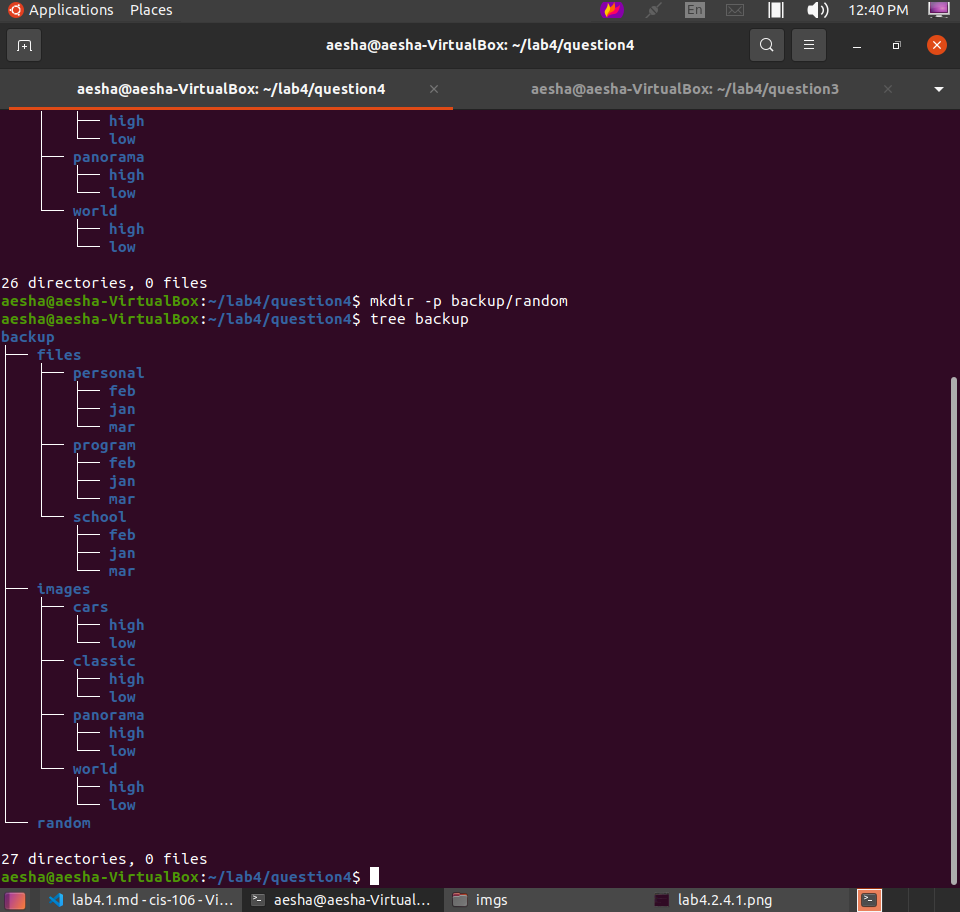 Applications Places En 12:40 PM
aesha@aesha-VirtualBox: ~/lab4/question4
aesha@aesha-VirtualBox: ~/lab4/question4 × aesha@aesha-VirtualBox: ~/lab4/question3 ×
│   ├── high
│   └── low
├── panorama
│   ├── high
│   └── low
└── world
    ├── high
    └── low
26 directories, 0 files
aesha@aesha-VirtualBox:~/lab4/question4$ mkdir -p backup/random
aesha@aesha-VirtualBox:~/lab4/question4$ tree backup
backup
├── files
│   ├── personal
│   │   ├── feb
│   │   ├── jan
│   │   └── mar
│   ├── program
│   │   ├── feb
│   │   ├── jan
│   │   └── mar
│   └── school
│       ├── feb
│       ├── jan
│       └── mar
├── images
│   ├── cars
│   │   ├── high
│   │   └── low
│   ├── classic
│   │   ├── high
│   │   └── low
│   ├── panorama
│   │   ├── high
│   │   └── low
│   └── world
│       ├── high
│       └── low
└── random
27 directories, 0 files
aesha@aesha-VirtualBox:~/lab4/question4$
lab4.1.md - cis-106 - Vi... aesha@aesha-Virtual... imgs lab4.2.4.1.png